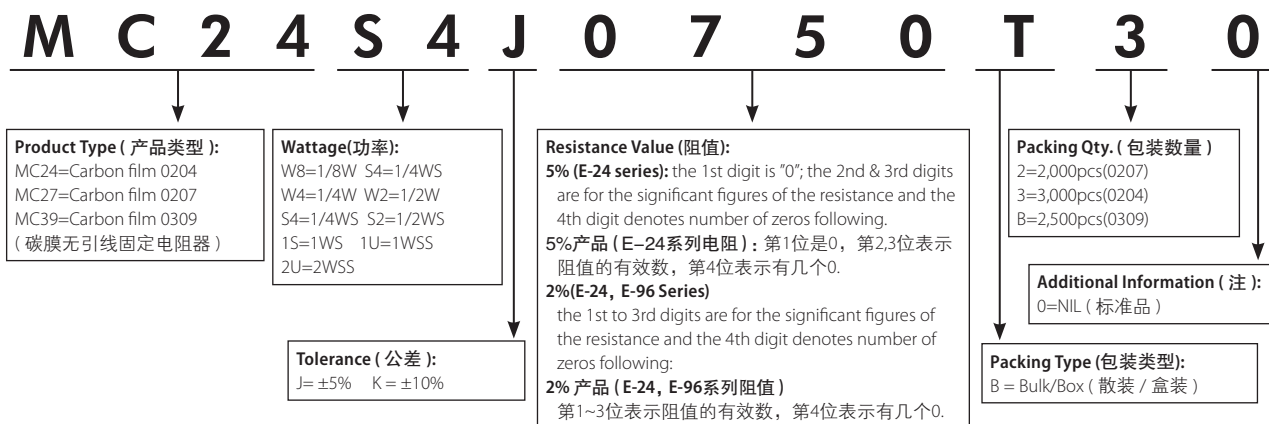 M C 2 4 S 4 J 0 7 5 0 T 3 0
Product Type ( 产品类型 ):
MC24=Carbon film 0204
MC27=Carbon film 0207
MC39=Carbon film 0309
( 碳膜无引线固定电阻器 )
Wattage(功率):
W8=1/8W S4=1/4WS
W4=1/4W W2=1/2W
S4=1/4WS S2=1/2WS
1S=1WS 1U=1WSS
2U=2WSS
Tolerance ( 公差 ):
J= ±5% K = ±10%
Resistance Value (阻值):
5% (E-24 series): the 1st digit is "0"; the 2nd & 3rd digits
are for the significant figures of the resistance and the
4th digit denotes number of zeros following.
5%产品 ( E-24系列电阻 ) : 第1位是0，第2,3位表示
阻值的有效数，第4位表示有几个0.
2%(E-24, E-96 Series)
the 1st to 3rd digits are for the significant figures of
the resistance and the 4th digit denotes number of
zeros following:
2% 产品 ( E-24, E-96系列阻值 )
第1~3位表示阻值的有效数，第4位表示有几个0.
Packing Qty. ( 包装数量 )
2=2,000pcs(0207)
3=3,000pcs(0204)
B=2,500pcs(0309)
Additional Information ( 注 ):
0=NIL ( 标准品 )
Packing Type (包装类型):
B = Bulk/Box ( 散装 / 盒装 )